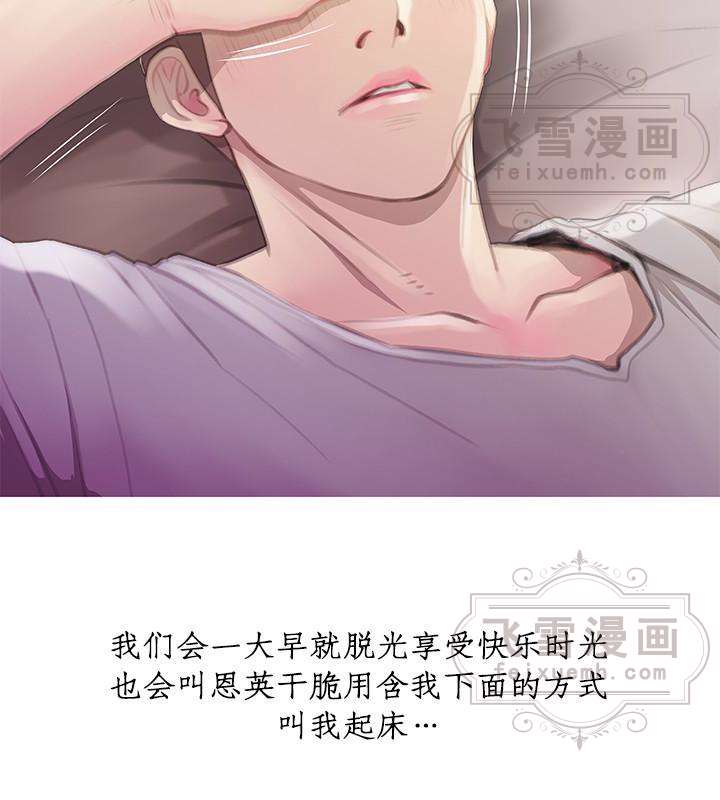 飞雪漫画
feixuemh.com
飞雪漫画
feixuemh.com
我们会一大早就脱光享受快乐时光
也会叫恩英干脆用含我下面的方式
叫我起床…